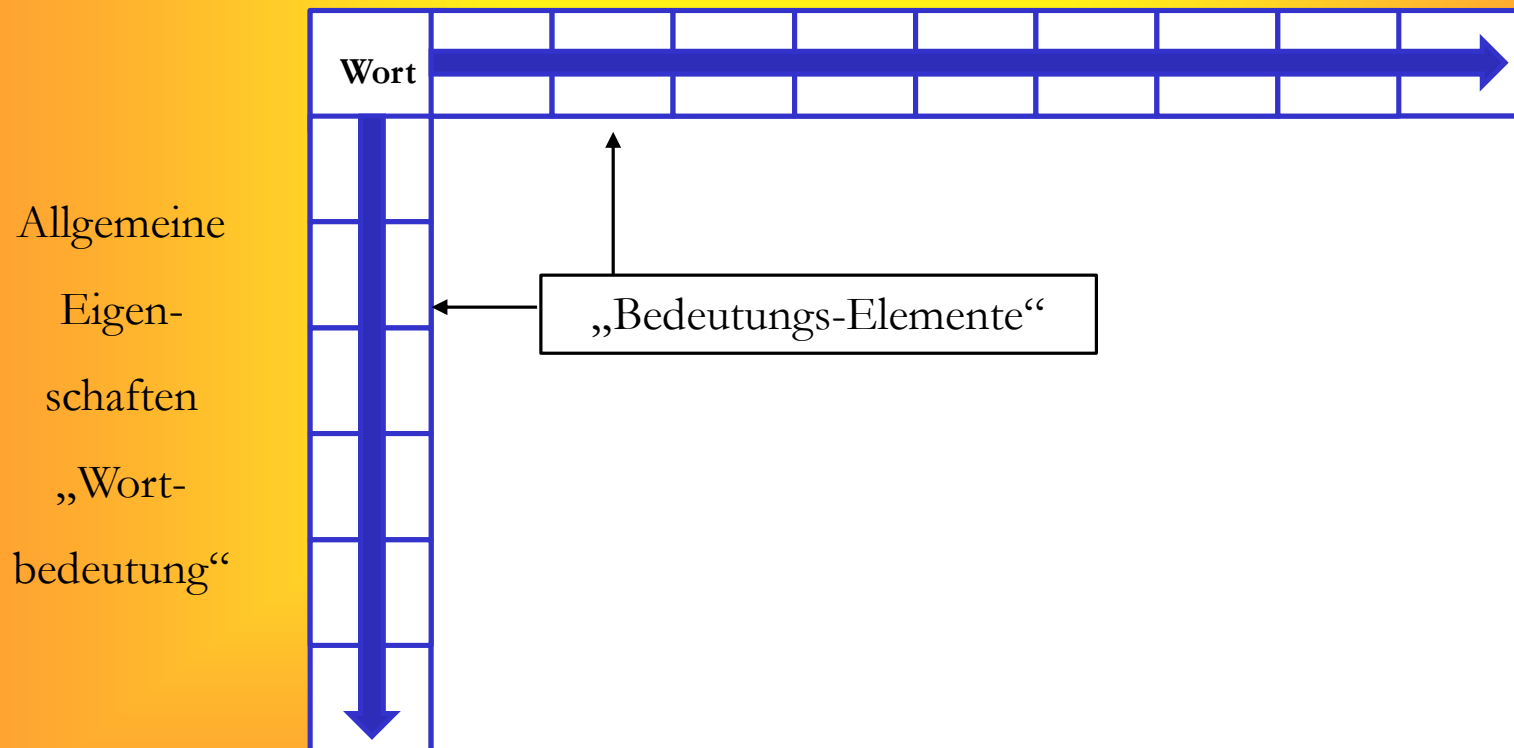 Wort
Allgemeine
Eigen-
schaften
„Wort-
bedeutung“
„Bedeutungs-Elemente“